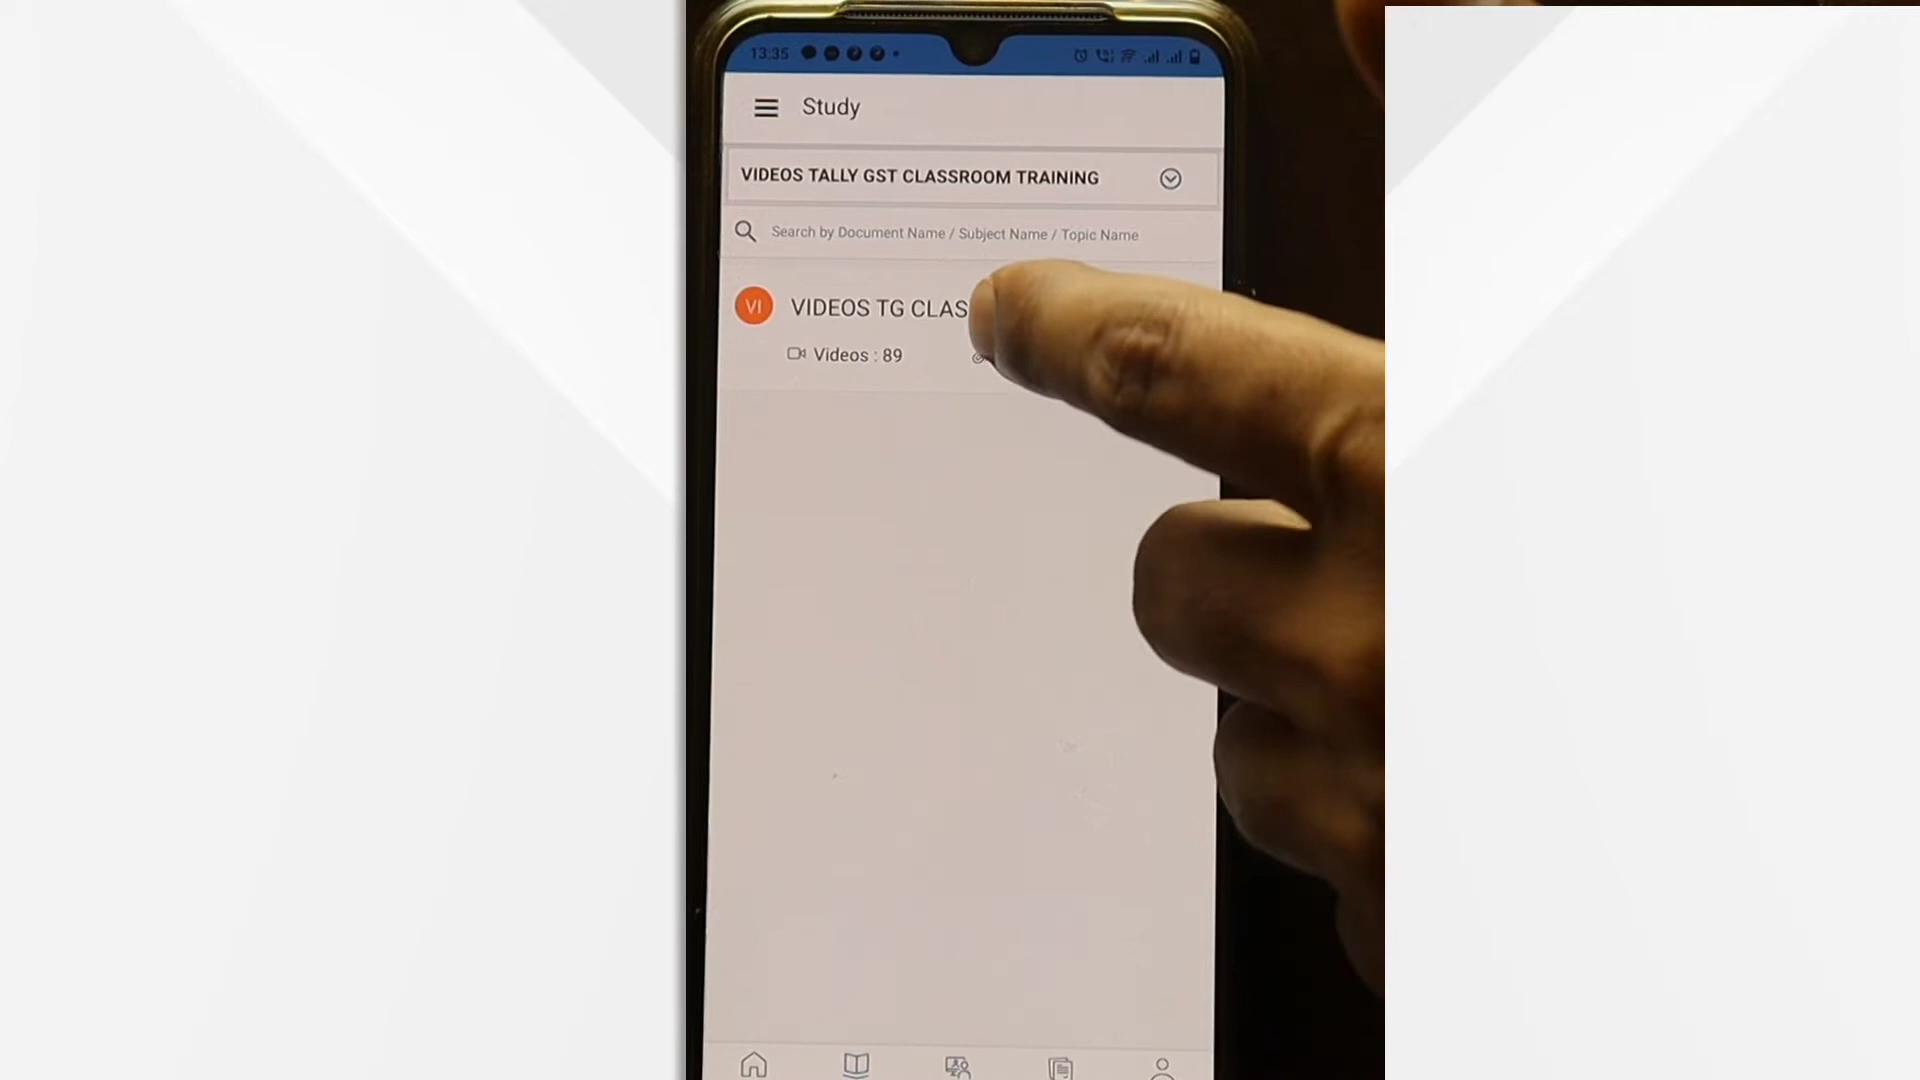 13:35
Study
VIDEOS TALLY GST CLASSROOM TRAINING
Search by Document Name / Subject Name / Topic Name
VI
VIDEOS TG CLAS
Videos : 89